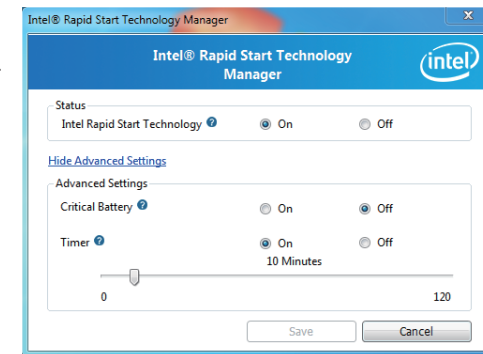 Intel® Rapid Start Technology Manager
x
Intel® Rapid Start Technology
Manager
intel
Status
Intel Rapid Start Technology ? On Off
Hide Advanced Settings
Advanced Settings
Critical Battery ? On Off
Timer ? On Off
10 Minutes
0 120
Save Cancel